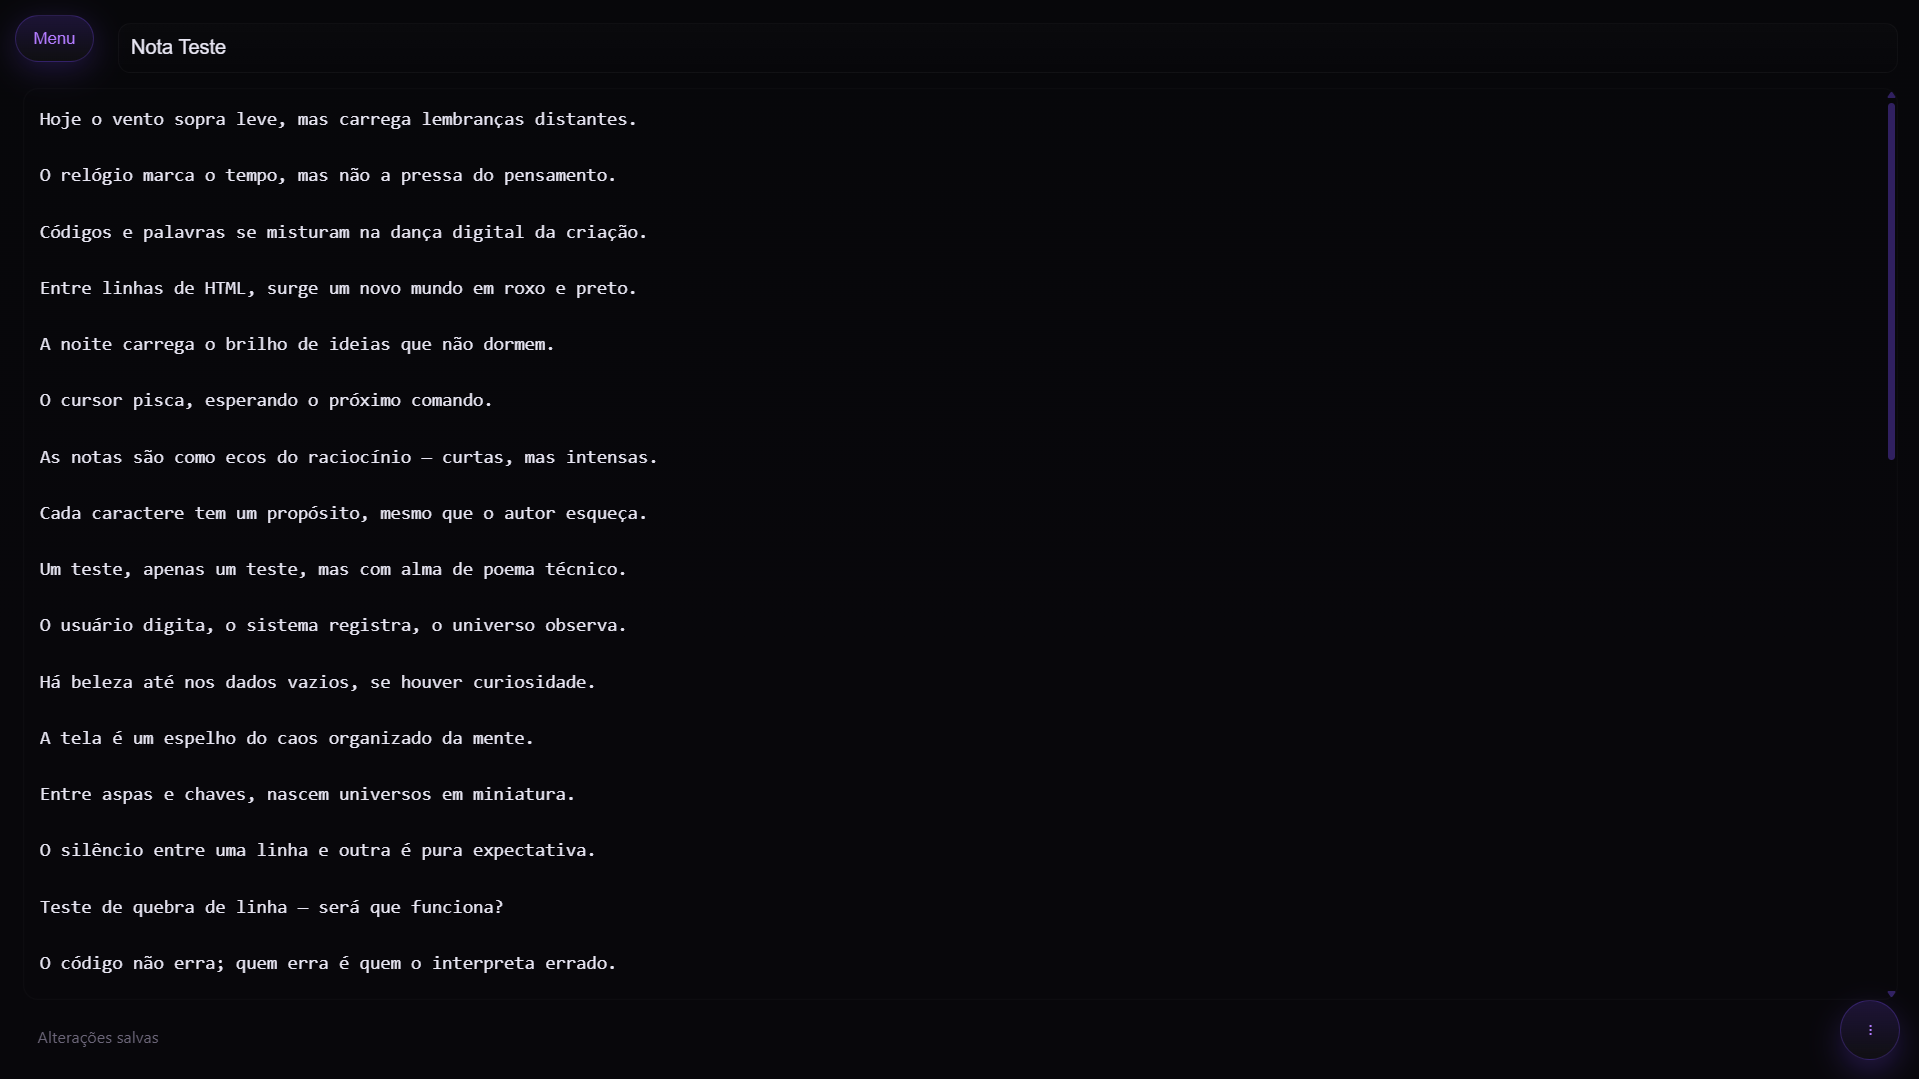 Menu
Nota Teste
Hoje o vento sopra leve, mas carrega lembranças distantes.
O relógio marca o tempo, mas não a pressa do pensamento.
Códigos e palavras se misturam na dança digital da criação.
Entre linhas de HTML, surge um novo mundo em roxo e preto.
A noite carrega o brilho de ideias que não dormem.
O cursor pisca, esperando o próximo comando.
As notas são como ecos do raciocínio — curtas, mas intensas.
Cada caractere tem um propósito, mesmo que o autor esqueça.
Um teste, apenas um teste, mas com alma de poema técnico.
O usuário digita, o sistema registra, o universo observa.
Há beleza até nos dados vazios, se houver curiosidade.
A tela é um espelho do caos organizado da mente.
Entre aspas e chaves, nascem universos em miniatura.
O silêncio entre uma linha e outra é pura expectativa.
Teste de quebra de linha — será que funciona?
O código não erra; quem erra é quem o interpreta errado.
Alterações salvas